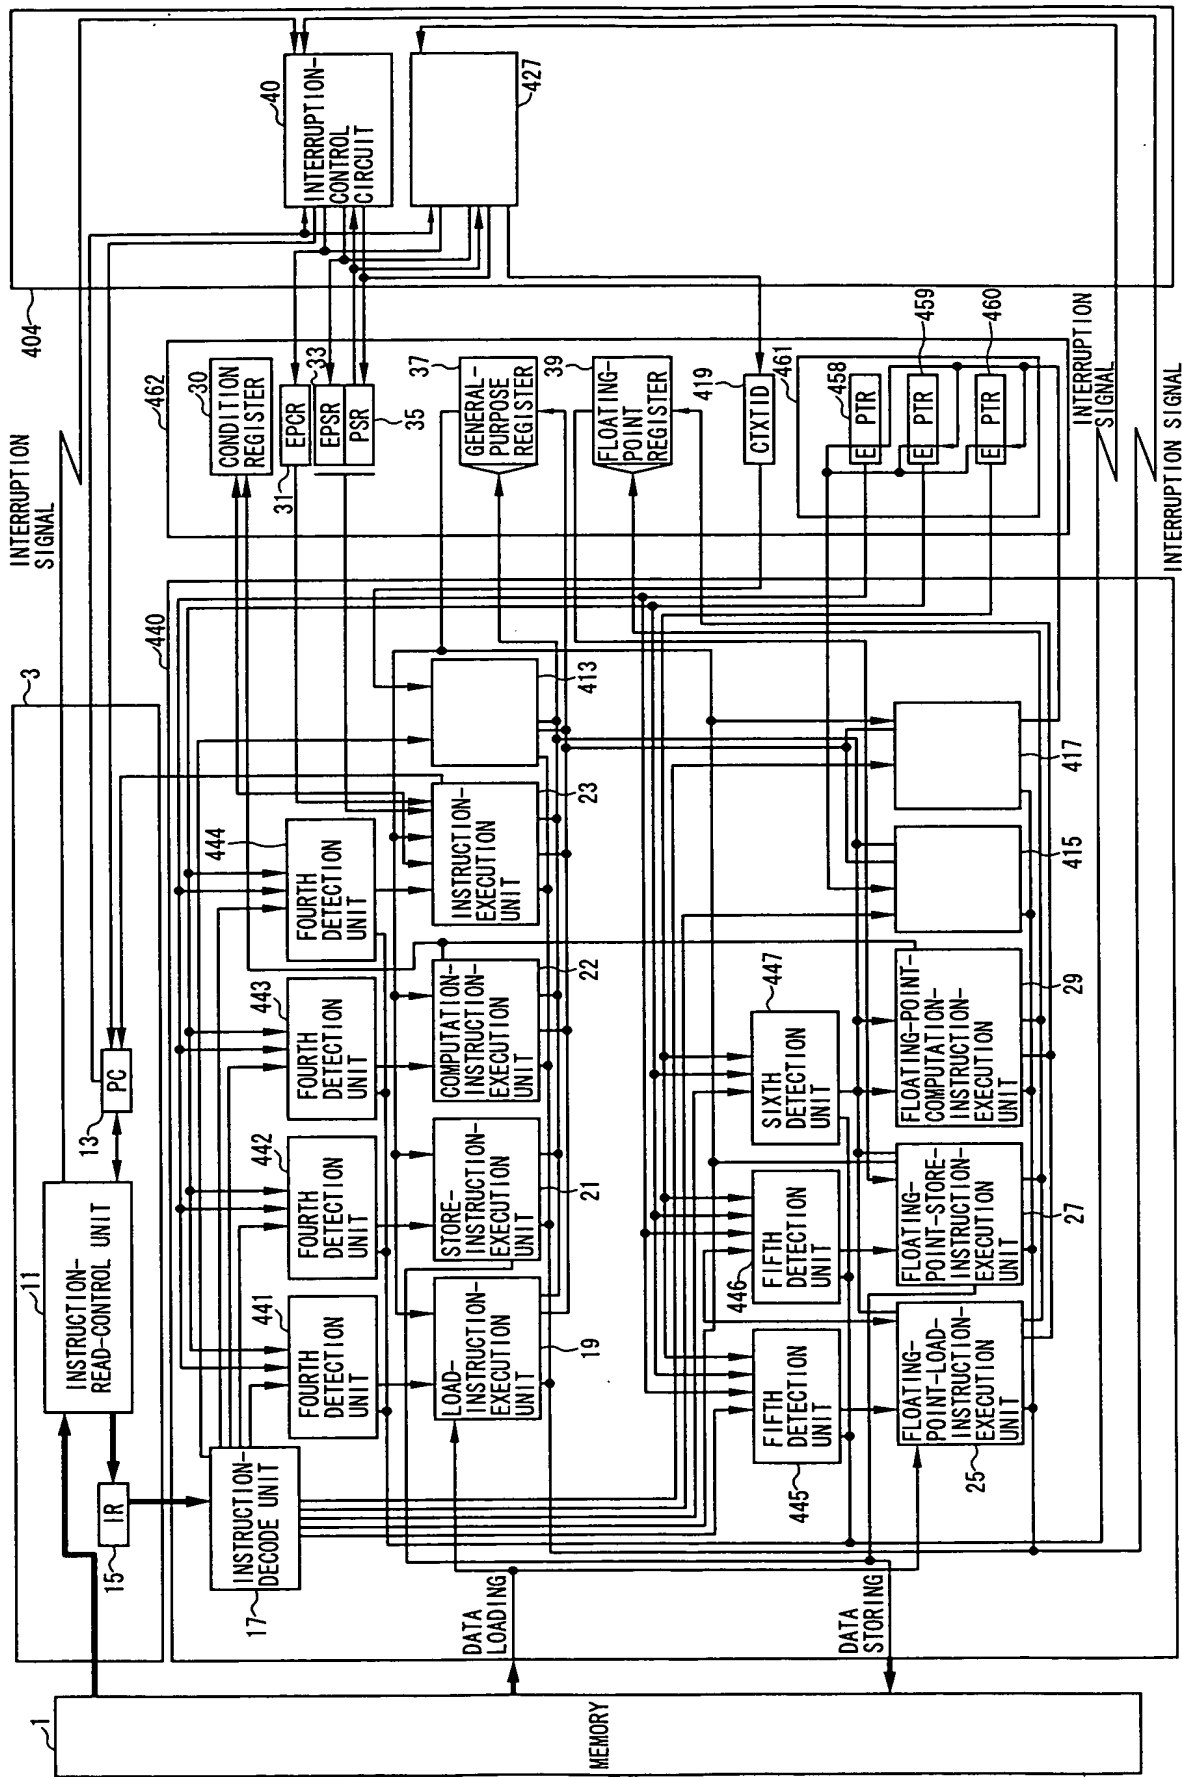 1
MEMORY
3
11
INSTRUCTION-
READ-CONTROL UNIT
15
IR
13
PC
INTERRUPTION
SIGNAL
440
17
INSTRUCTION-
DECODE UNIT
441
FOURTH
DETECTION
UNIT
442
FOURTH
DETECTION
UNIT
443
FOURTH
DETECTION
UNIT
444
FOURTH
DETECTION
UNIT
LOAD-
INSTRUCTION-
EXECUTION
UNIT
19
STORE-
INSTRUCTION-
EXECUTION
UNIT
21
COMPUTATION-
INSTRUCTION-
EXECUTION
UNIT
22
INSTRUCTION-
EXECUTION
UNIT
23
413
DATA
LOADING
DATA
STORING
445
FIFTH
DETECTION
UNIT
446
FIFTH
DETECTION
UNIT
447
SIXTH
DETECTION
UNIT
25
FLOATING-
POINT-LOAD-
INSTRUCTION-
EXECUTION
UNIT
FLOATING-
POINT-STORE-
INSTRUCTION-
EXECUTION
UNIT
27
FLOATING-POINT-
COMPUTATION-
INSTRUCTION-
EXECUTION
UNIT
29
415
417
462
30
CONDITION
REGISTER
31
EPCR
33
EPSR
PSR
35
37
GENERAL-
PURPOSE
REGISTER
39
FLOATING-
POINT
REGISTER
419
CTXTID
461
458
E PTR
459
E PTR
460
E PTR
INTERRUPTION
SIGNAL
INTERRUPTION SIGNAL
404
40
INTERRUPTION-
CONTROL
CIRCUIT
427